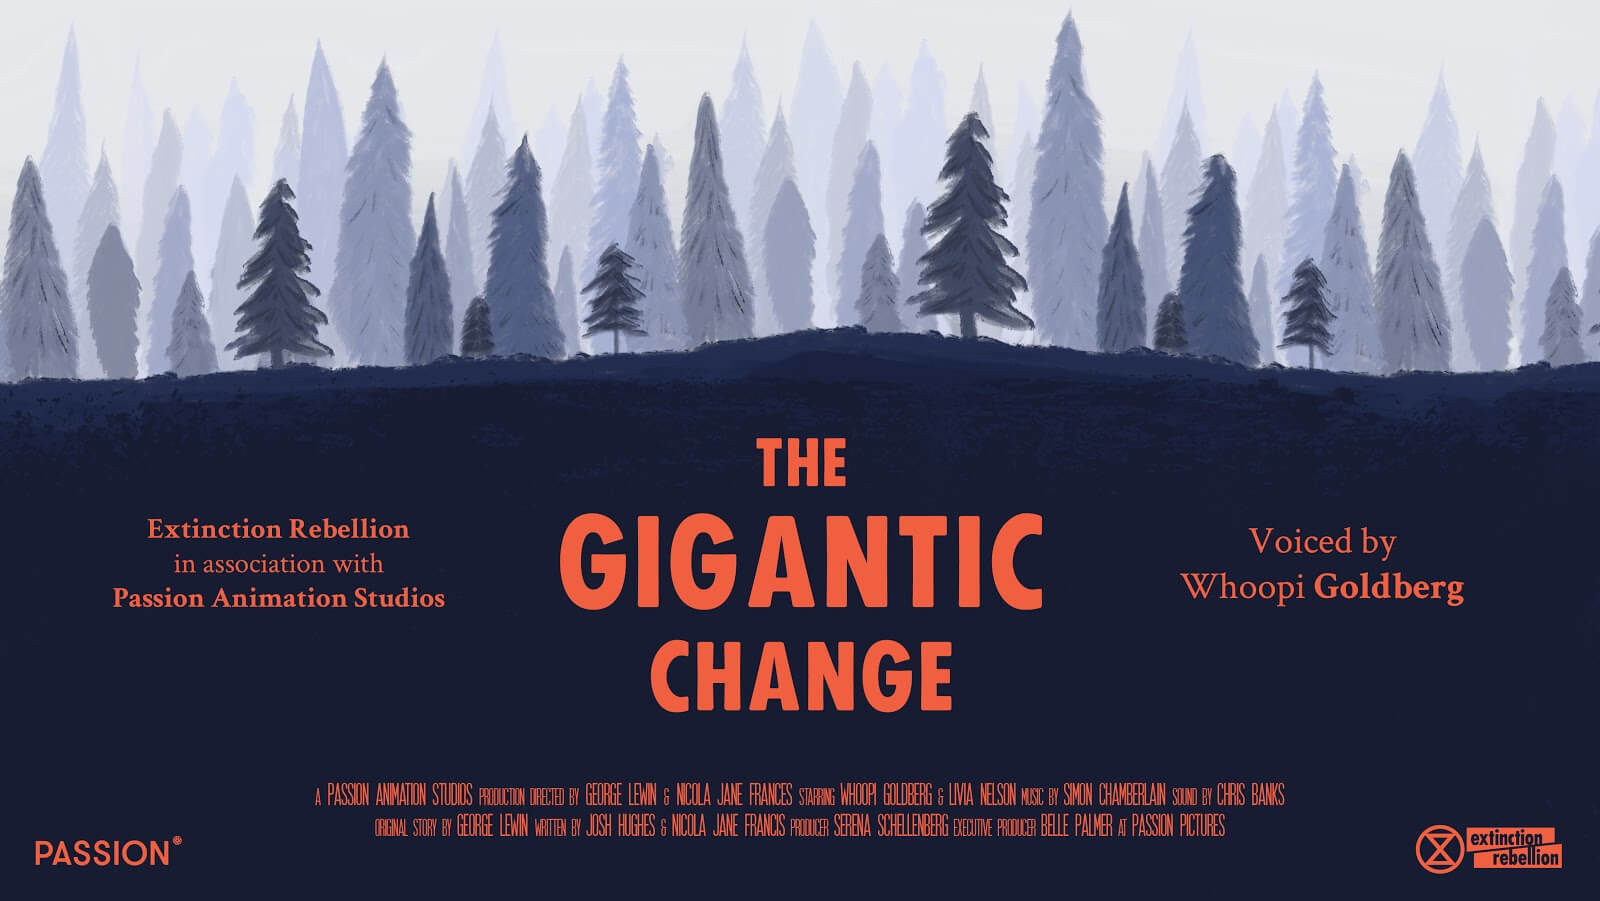 THE
GIGANTIC
CHANGE
Extinction Rebellion
in association with
Passion Animation Studios
Voiced by
Whoopi Goldberg
A PASSION ANIMATION STUDIOS PRODUCTION DIRECTED BY GEORGE LEWIN & NICOLA JANE FRANCES STARRING WHOOPI GOLDBERG & LIVIA NELSON MUSIC BY SIMON CHAMBERLAIN SOUND BY CHRIS BANKS
ORIGINAL STORY BY GEORGE LEWIN WRITTEN BY JOSH HUGHES & NICOLA JANE FRANCIS PRODUCER SERENA SCHELLENBERG EXECUTIVE PRODUCER BELLE PALMER AT PASSION PICTURES
PASSION®
extinction
rebellion